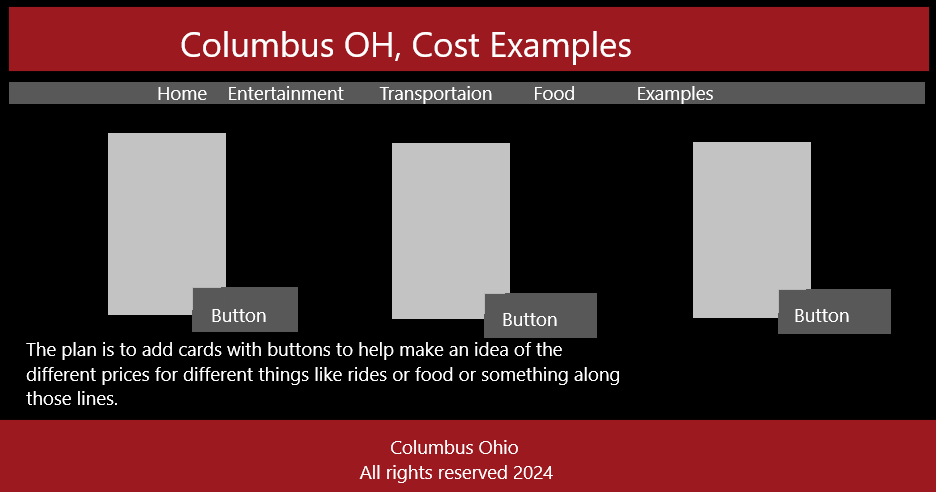 Columbus OH, Cost Examples
Home Entertainment Transportaion Food Examples
Button Button Button
The plan is to add cards with buttons to help make an idea of the
different prices for different things like rides or food or something along
those lines.
Columbus Ohio
All rights reserved 2024